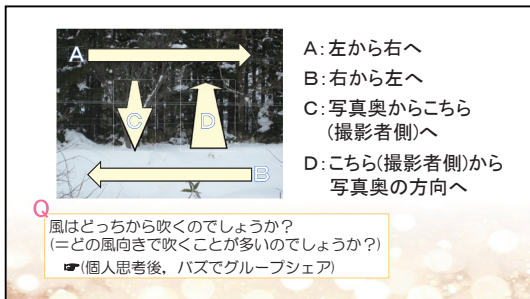 A
C
D
B
A:左から右へ
B:右から左へ
C:写真奥からこちら
(撮影者側)へ
D:こちら(撮影者側)から
写真奥の方向へ
Q
風はどっちから吹くのでしょうか?
(=どの風向きで吹くことが多いのでしょうか?)
☛(個人思考後，バズでグループシェア)